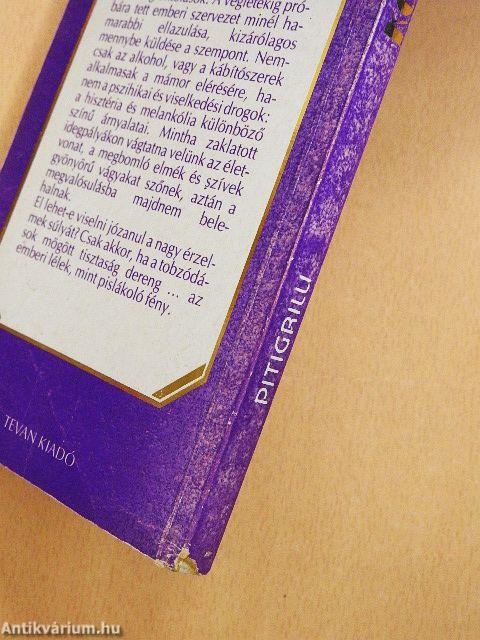 A végletekig pró-
bára tett emberi szervezet minél ha-
marabbi ellazulása, kizárólagos
mennybe küldése a szempont. Nem-
csak az alkohol, vagy a kábítószerek
alkalmasak a mámor elérésére, ha-
nem a pszihikai és viselkedési drogok:
a hisztéria és melankólia különböző
színű árnyalatai. Mintha zaklatott
idegpályákon vágtatna velünk az élet-
vonat, a megbomló elmék és szívek
gyönyörű vágyakat szőnek, aztán a
megvalósulásba majdnem bele-
halnak.
El lehet-e viselni józanul a nagy érzel-
mek súlyát? Csak akkor, ha a tobzódá-
sok mögött tisztaság dereng ... az
emberi lélek, mint pislákoló fény.
TEVAN KIADÓ
PITIGRILLI
Antikvárium.hu